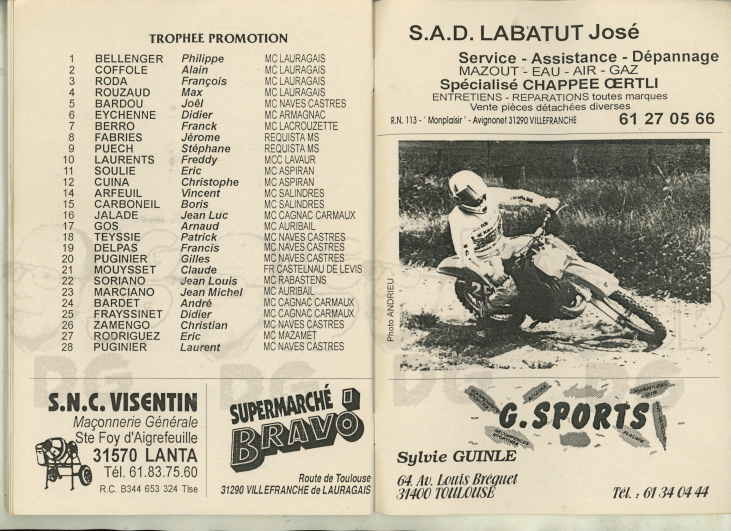 TROPHEE PROMOTION
1 BELLENGER Philippe MC LAURAGAIS
2 COFFOLE Alain MC LAURAGAIS
3 RODA François MC LAURAGAIS
4 ROUZAUD Max MC LAURAGAIS
5 BARDOU Joêl MC NAVES CASTRES
6 EYCHENNE Didier MC ARMAGNAC
7 BERRO Franck MC LACROUZETTE
8 FABRIES Jérome REQUISTA MS
9 PUECH Stéphane REQUISTA MS
10 LAURENTS Freddy MCC LAVAUR
11 SOULIE Eric MC ASPIRAN
12 CUINA Christophe MC ASPIRAN
14 ARFEUIL Vincent MC SALINDRES
15 CARBONEIL Boris MC SALINDRES
16 JALADE Jean Luc MC CAGNAC CARMAUX
17 GOS Arnaud MC AURIBAIL
18 TEYSSIE Patrick MC NAVES CASTRES
19 DELPAS Francis MC NAVES CASTRES
20 PUGINIER Gilles MC NAVES CASTRES
21 MOUYSSET Claude FR CASTELNAU DE LEVIS
22 SORIANO Jean Louis MC RABASTENS
23 MARCIANO Jean Michel MC AURIBAIL
24 BARDET André MC CAGNAC CARMAUX
25 FRAYSSINET Didier MC CAGNAC CARMAUX
26 ZAMENGO Christian MC NAVES CASTRES
27 RODRIGUEZ Eric MC MAZAMET
28 PUGINIER Laurent MC NAVES CASTRES
S.N.C. VISENTIN
Maçonnerie Générale
Ste Foy d'Aigrefeuille
31570 LANTA
Tél. 61.83.75.60
R.C. B344 653 324 Tlse
SUPERMARCHÉ
BRAVO
Route de Toulouse
31290 VILLEFRANCHE de LAURAGAIS
S.A.D. LABATUT José
Service - Assistance - Dépannage
MAZOUT - EAU - AIR - GAZ
Spécialisé CHAPPEE ŒRTLI
ENTRETIENS - REPARATIONS toutes marques
Vente pièces détachées diverses
R.N. 113 - ' Monplaisir ' - Avignonet 31290 VILLEFRANCHE 61 27 05 66
Photo ANDRIEU
G.SPORTS
Sylvie GUINLE
64, Av. Louis Bréguet
31400 TOULOUSE Tél. : 61 34 04 44